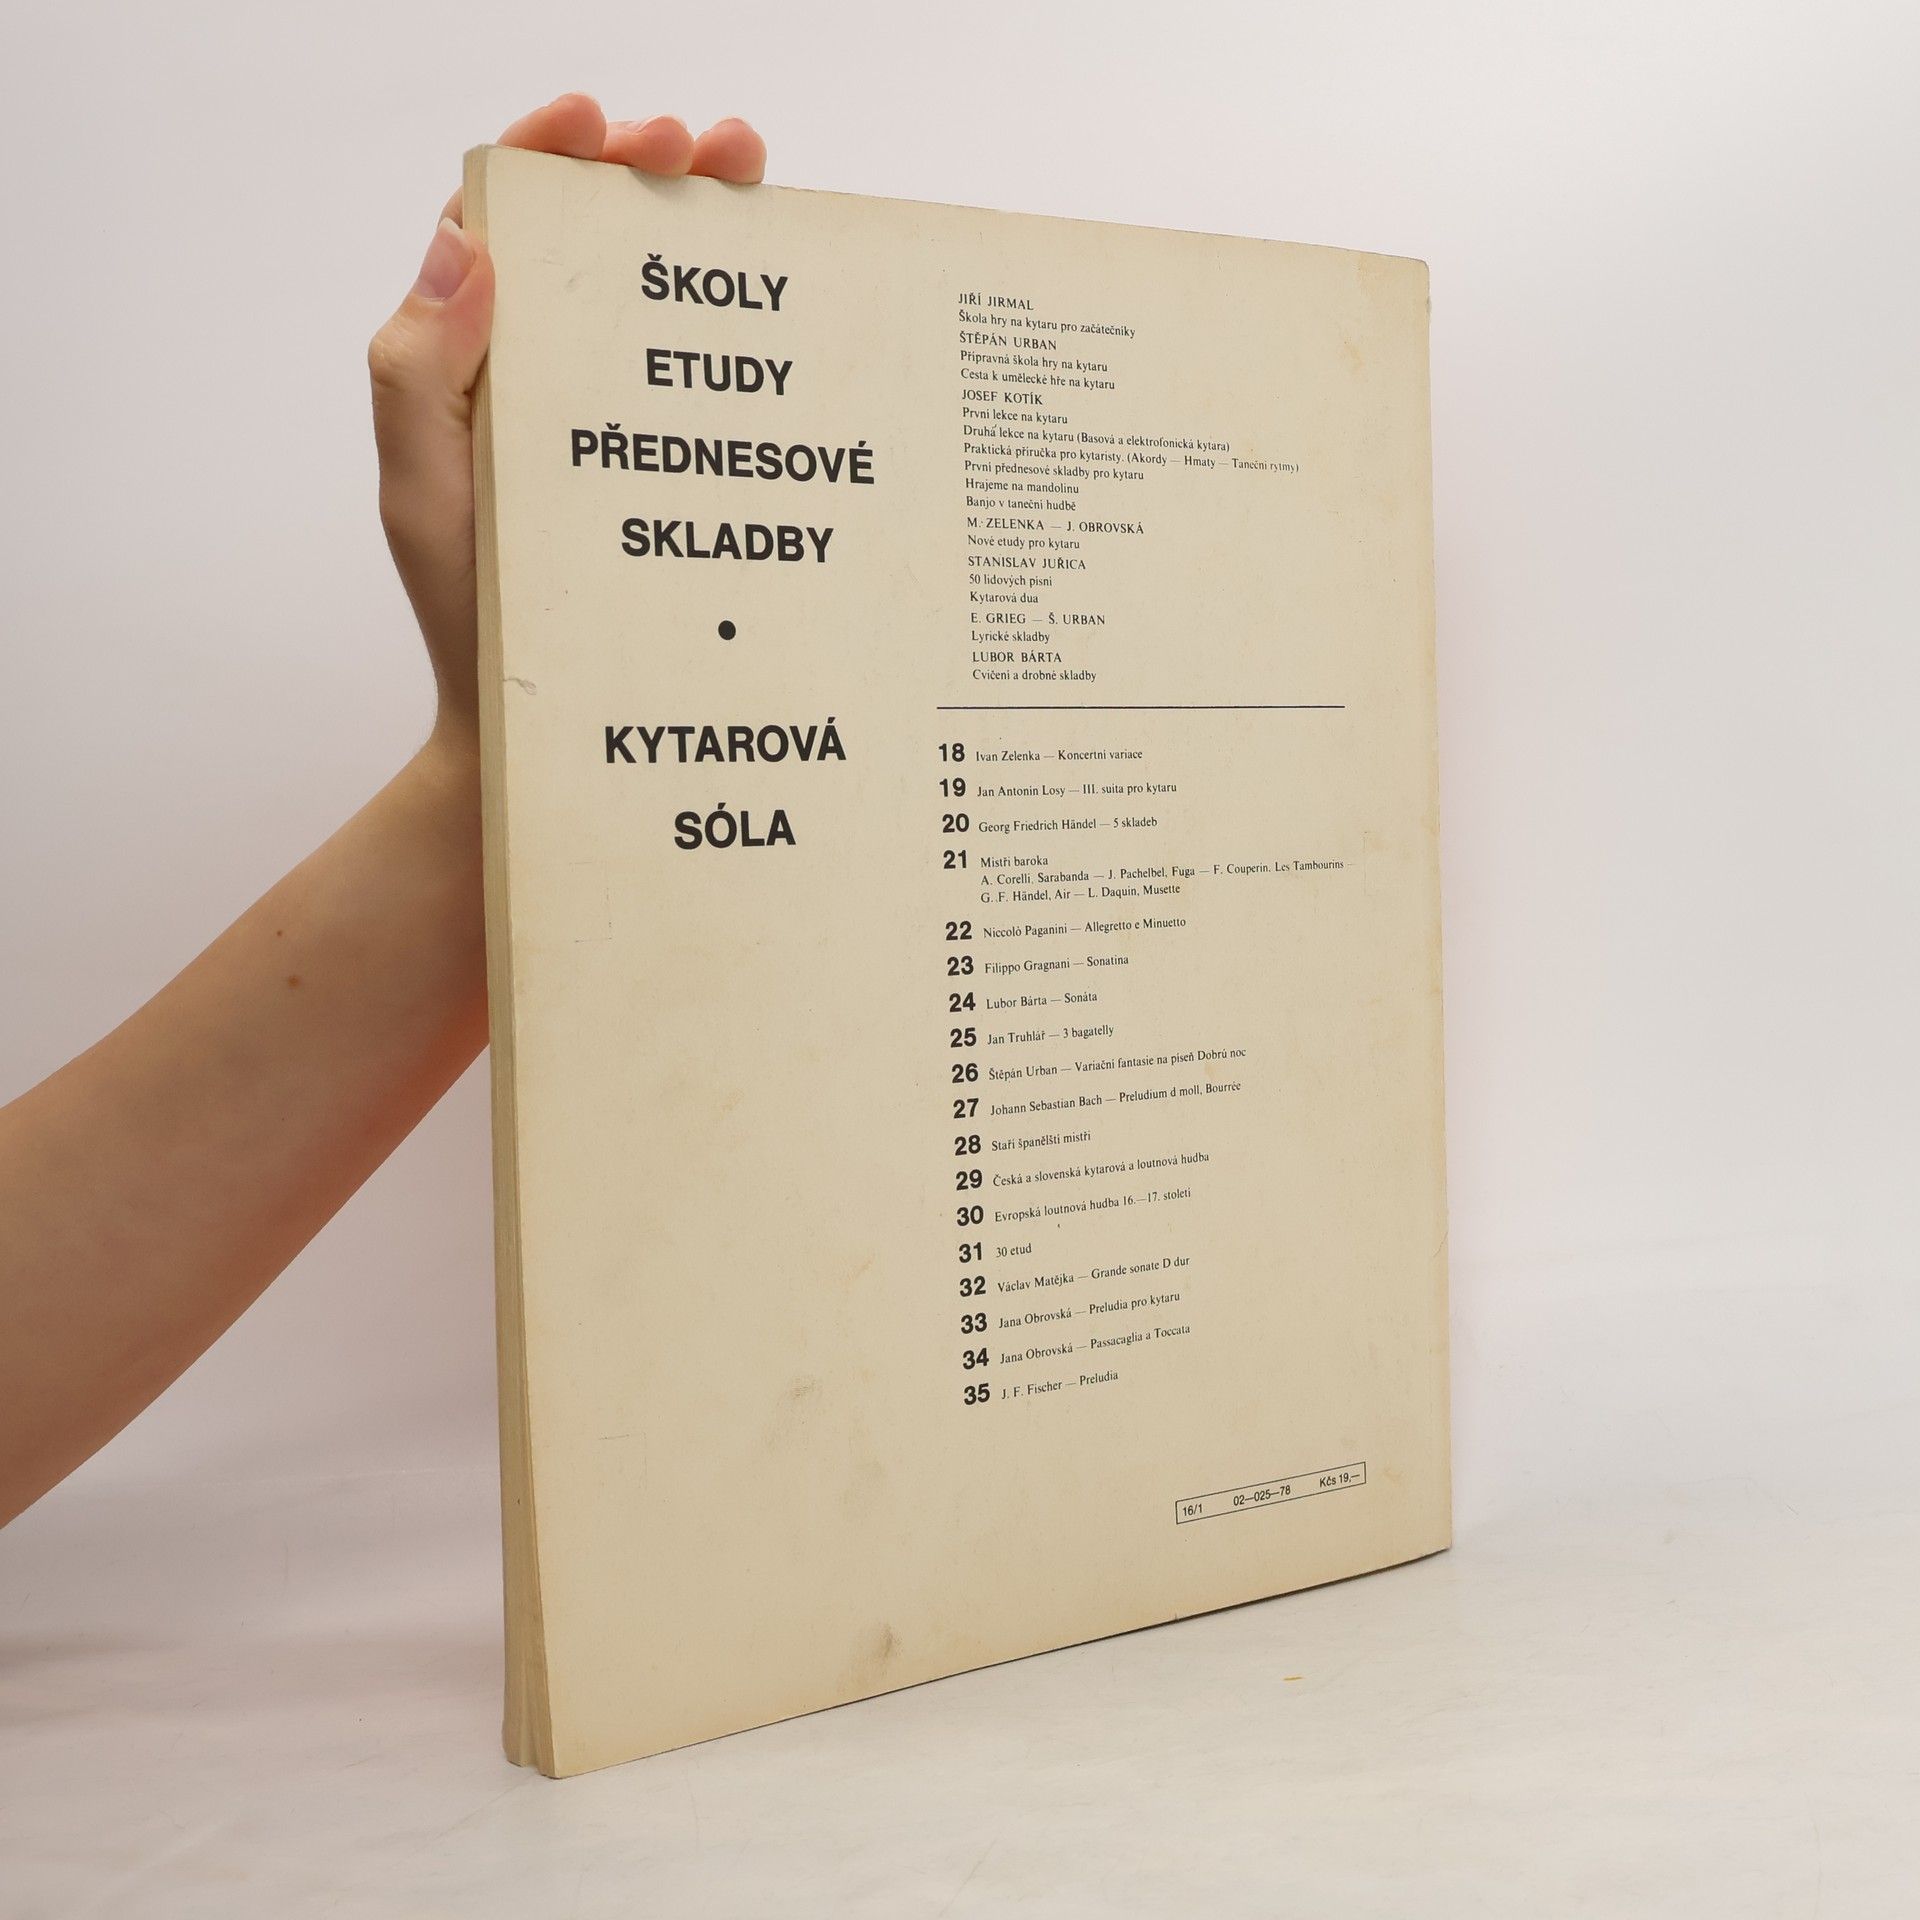 ŠKOLY
ETUDY
PŘEDNESOVÉ
SKLADBY
•
KYTAROVÁ
SÓLA
JIŘÍ JIRMAL
Škola hry na kytaru pro začátečníky
ŠTĚPÁN URBAN
Přípravná škola hry na kytaru
Cesta k umělecké hře na kytaru
JOSEF KOTÍK
První lekce na kytaru
Druhá lekce na kytaru (Basová a elektrofonická kytara)
Praktická příručka pro kytaristy. (Akordy — Hmaty — Taneční rytmy)
První přednesové skladby pro kytaru
Hrajeme na mandolinu
Banjo v taneční hudbě
M. ZELENKA — J. OBROVSKÁ
Nové etudy pro kytaru
STANISLAV JUŘICA
50 lidových písní
Kytarová dua
E. GRIEG — Š. URBAN
Lyrické skladby
LUBOR BÁRTA
Cvičení a drobné skladby
18 Ivan Zelenka — Koncertní variace
19 Jan Antonín Losy — III. suita pro kytaru
20 Georg Friedrich Händel — 5 skladeb
21 Mistři baroka
A. Corelli, Sarabanda — J. Pachelbel, Fuga — F. Couperin. Les Tambourins —
G. F. Händel, Air — L. Daquin, Musette
22 Niccolò Paganini — Allegretto e Minuetto
23 Filippo Gragnani — Sonatina
24 Lubor Bárta — Sonáta
25 Jan Truhlář — 3 bagatelly
26 Štěpán Urban — Variační fantasie na píseň Dobrú noc
27 Johann Sebastian Bach — Preludium d moll, Bourrée
28 Staří španělští mistři
29 Česká a slovenská kytarová a loutnová hudba
30 Evropská loutnová hudba 16.—17. století
31 30 etud
32 Václav Matějka — Grande sonate D dur
33 Jana Obrovská — Preludia pro kytaru
34 Jana Obrovská — Passacaglia a Toccata
35 J. F. Fischer — Preludia
16/1 02—025—78 Kčs 19,—